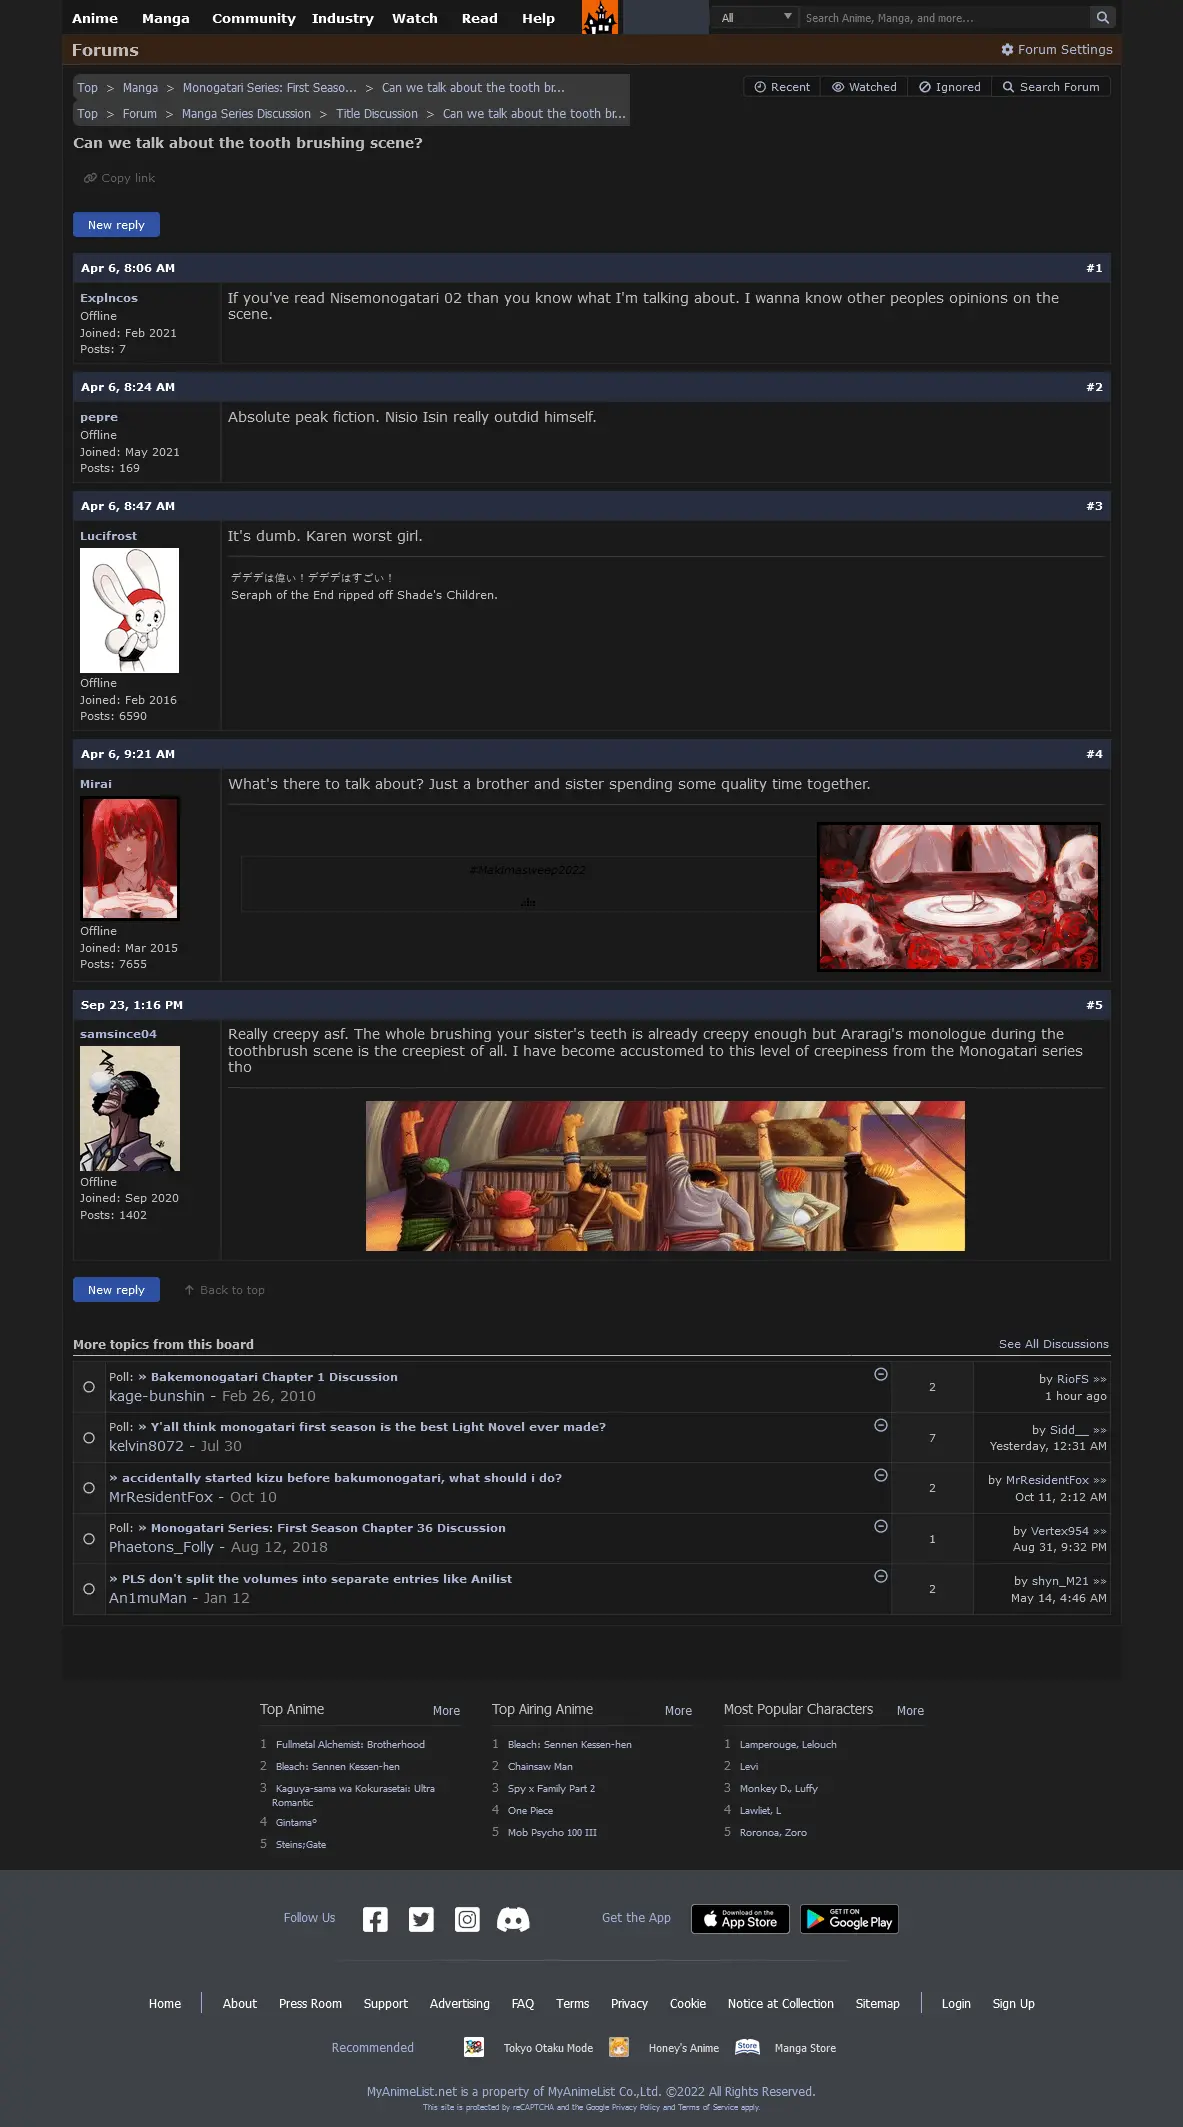 Anime Manga Community Industry Watch Read Help All Search Anime, Manga, and more...
Forums Forum Settings
Top > Manga > Monogatari Series: First Seaso... > Can we talk about the tooth br... Recent Watched Ignored Search Forum
Top > Forum > Manga Series Discussion > Title Discussion > Can we talk about the tooth br...
Can we talk about the tooth brushing scene?
Copy link
New reply
Apr 6, 8:06 AM #1
Explncos
Offline
Joined: Feb 2021
Posts: 7
If you've read Nisemonogatari 02 than you know what I'm talking about. I wanna know other peoples opinions on the
scene.
Apr 6, 8:24 AM #2
pepre
Offline
Joined: May 2021
Posts: 169
Absolute peak fiction. Nisio Isin really outdid himself.
Apr 6, 8:47 AM #3
Lucifrost
Offline
Joined: Feb 2016
Posts: 6590
It's dumb. Karen worst girl.
デデデは偉い！デデデはすごい！
Seraph of the End ripped off Shade's Children.
Apr 6, 9:21 AM #4
Mirai
Offline
Joined: Mar 2015
Posts: 7655
What's there to talk about? Just a brother and sister spending some quality time together.
#Makimasweep2022
Sep 23, 1:16 PM #5
samsince04
Offline
Joined: Sep 2020
Posts: 1402
Really creepy asf. The whole brushing your sister's teeth is already creepy enough but Araragi's monologue during the
toothbrush scene is the creepiest of all. I have become accustomed to this level of creepiness from the Monogatari series
tho
New reply Back to top
More topics from this board See All Discussions
Poll: » Bakemonogatari Chapter 1 Discussion
kage-bunshin - Feb 26, 2010
2
by RioFS »»
1 hour ago
Poll: » Y'all think monogatari first season is the best Light Novel ever made?
kelvin8072 - Jul 30
7
by Sidd__ »»
Yesterday, 12:31 AM
» accidentally started kizu before bakumonogatari, what should i do?
MrResidentFox - Oct 10
2
by MrResidentFox »»
Oct 11, 2:12 AM
Poll: » Monogatari Series: First Season Chapter 36 Discussion
Phaetons_Folly - Aug 12, 2018
1
by Vertex954 »»
Aug 31, 9:32 PM
» PLS don't split the volumes into separate entries like Anilist
An1muMan - Jan 12
2
by shyn_M21 »»
May 14, 4:46 AM
Top Anime More
1 Fullmetal Alchemist: Brotherhood
2 Bleach: Sennen Kessen-hen
3 Kaguya-sama wa Kokurasetai: Ultra
Romantic
4 Gintama°
5 Steins;Gate
Top Airing Anime More
1 Bleach: Sennen Kessen-hen
2 Chainsaw Man
3 Spy x Family Part 2
4 One Piece
5 Mob Psycho 100 III
Most Popular Characters More
1 Lamperouge, Lelouch
2 Levi
3 Monkey D., Luffy
4 Lawliet, L
5 Roronoa, Zoro
Follow Us Get the App
Download on the
App Store
GET IT ON
Google Play
Home About Press Room Support Advertising FAQ Terms Privacy Cookie Notice at Collection Sitemap Login Sign Up
Recommended Tokyo Otaku Mode Honey's Anime Store Manga Store
MyAnimeList.net is a property of MyAnimeList Co.,Ltd. ©2022 All Rights Reserved.
This site is protected by reCAPTCHA and the Google Privacy Policy and Terms of Service apply.